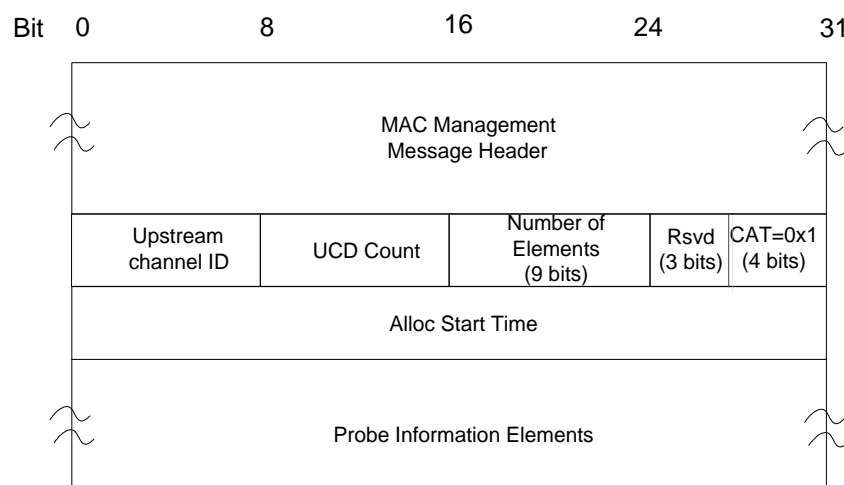 Bit 0 8 16 24 31
MAC Management
Message Header
Upstream
channel ID
UCD Count
Number of
Elements
(9 bits)
Rsvd
(3 bits)
CAT=0x1
(4 bits)
Alloc Start Time
Probe Information Elements